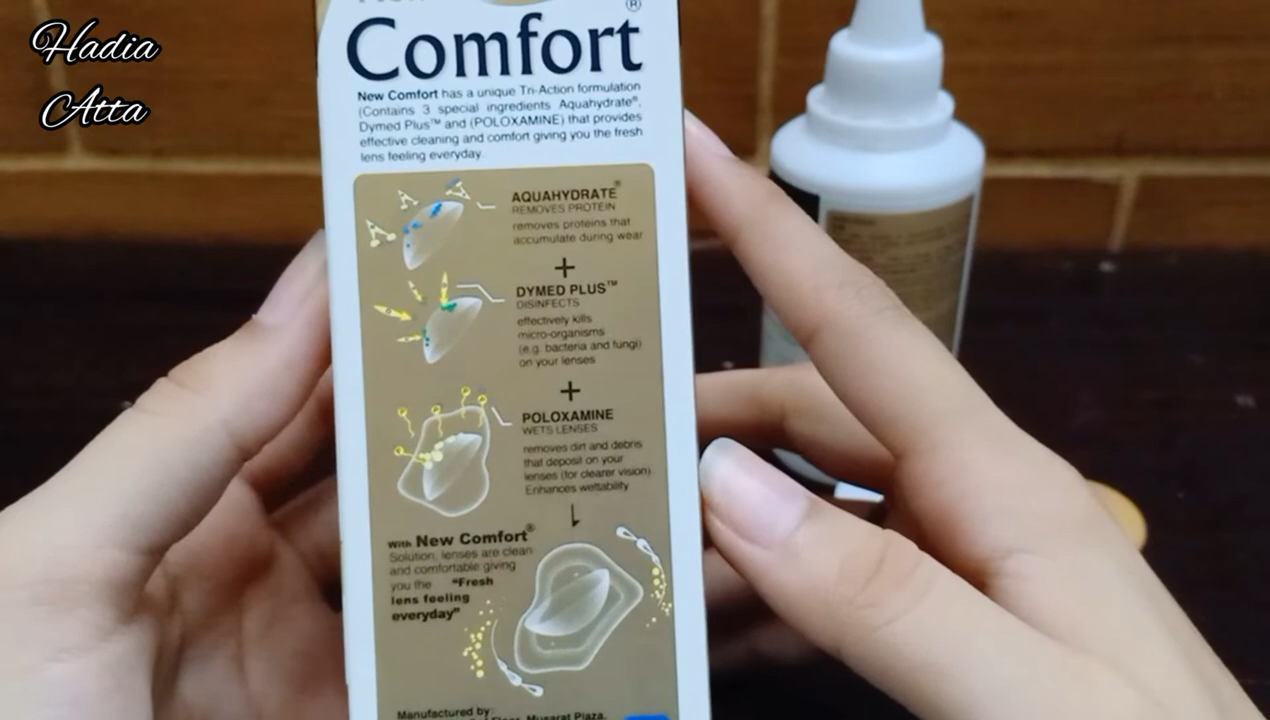 Hadia
Atta
Comfort®
New Comfort has a unique Tri-Action formulation
(Contains 3 special ingredients Aquahydrate®,
Dymed Plus™ and (POLOXAMINE) that provides
effective cleaning and comfort giving you the fresh
lens feeling everyday.
AQUAHYDRATE®
REMOVES PROTEIN
removes proteins that
accumulate during wear
+
DYMED PLUS™
DISINFECTS
effectively kills
micro-organisms
(e.g. bacteria and fungi)
on your lenses
+
POLOXAMINE
WETS LENSES
removes dirt and debris
that deposit on your
lenses (for clearer vision)
Enhances wettability
With New Comfort®
Solution, lenses are clean
and comfortable giving
you the "Fresh
lens feeling
everyday"
Manufactured by:
Floor, Musarat Plaza,